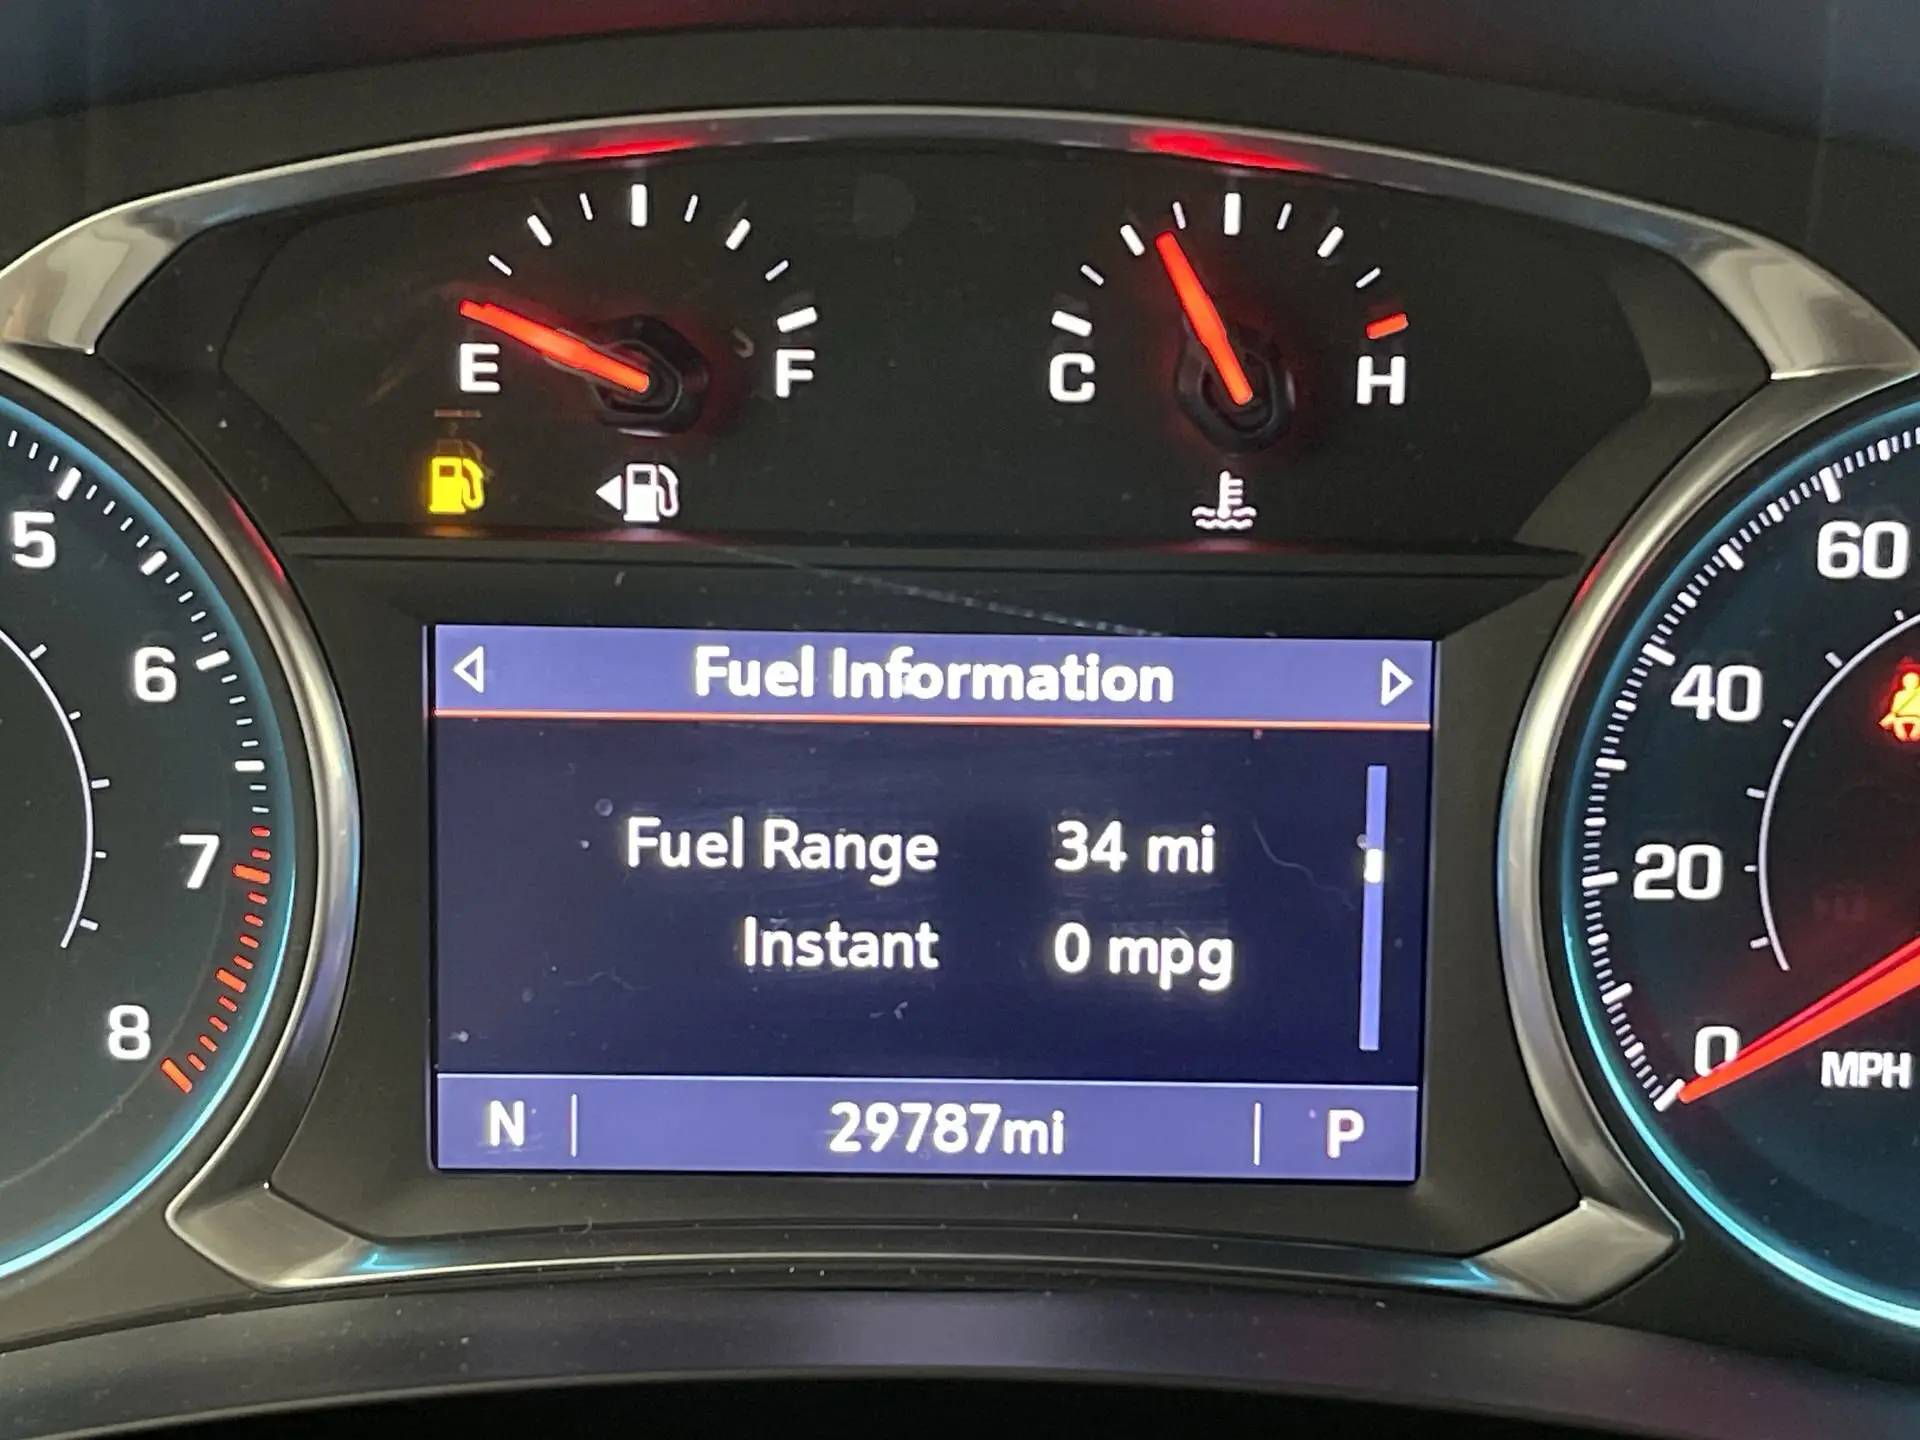 E F
C H
5
6
7
8
60
40
20
0
MPH
Fuel Information
Fuel Range 34 mi
Instant 0 mpg
N 29787mi P